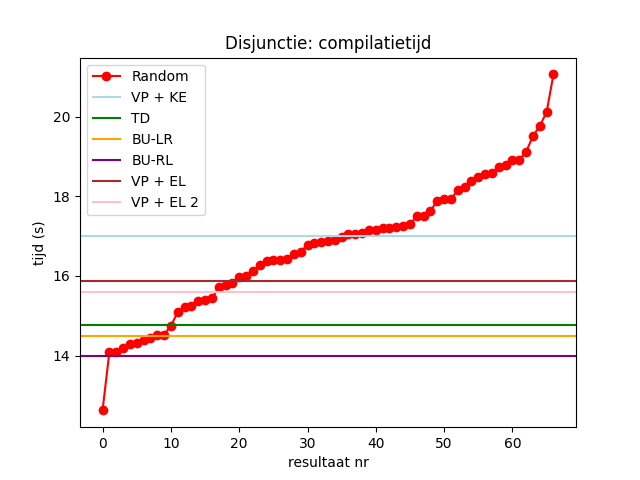 Disjunctie: compilatietijd
Random
VP + KE
TD
BU-LR
BU-RL
VP + EL
VP + EL 2
tijd (s)
20
18
16
14
0 10 20 30 40 50 60
resultaat nr